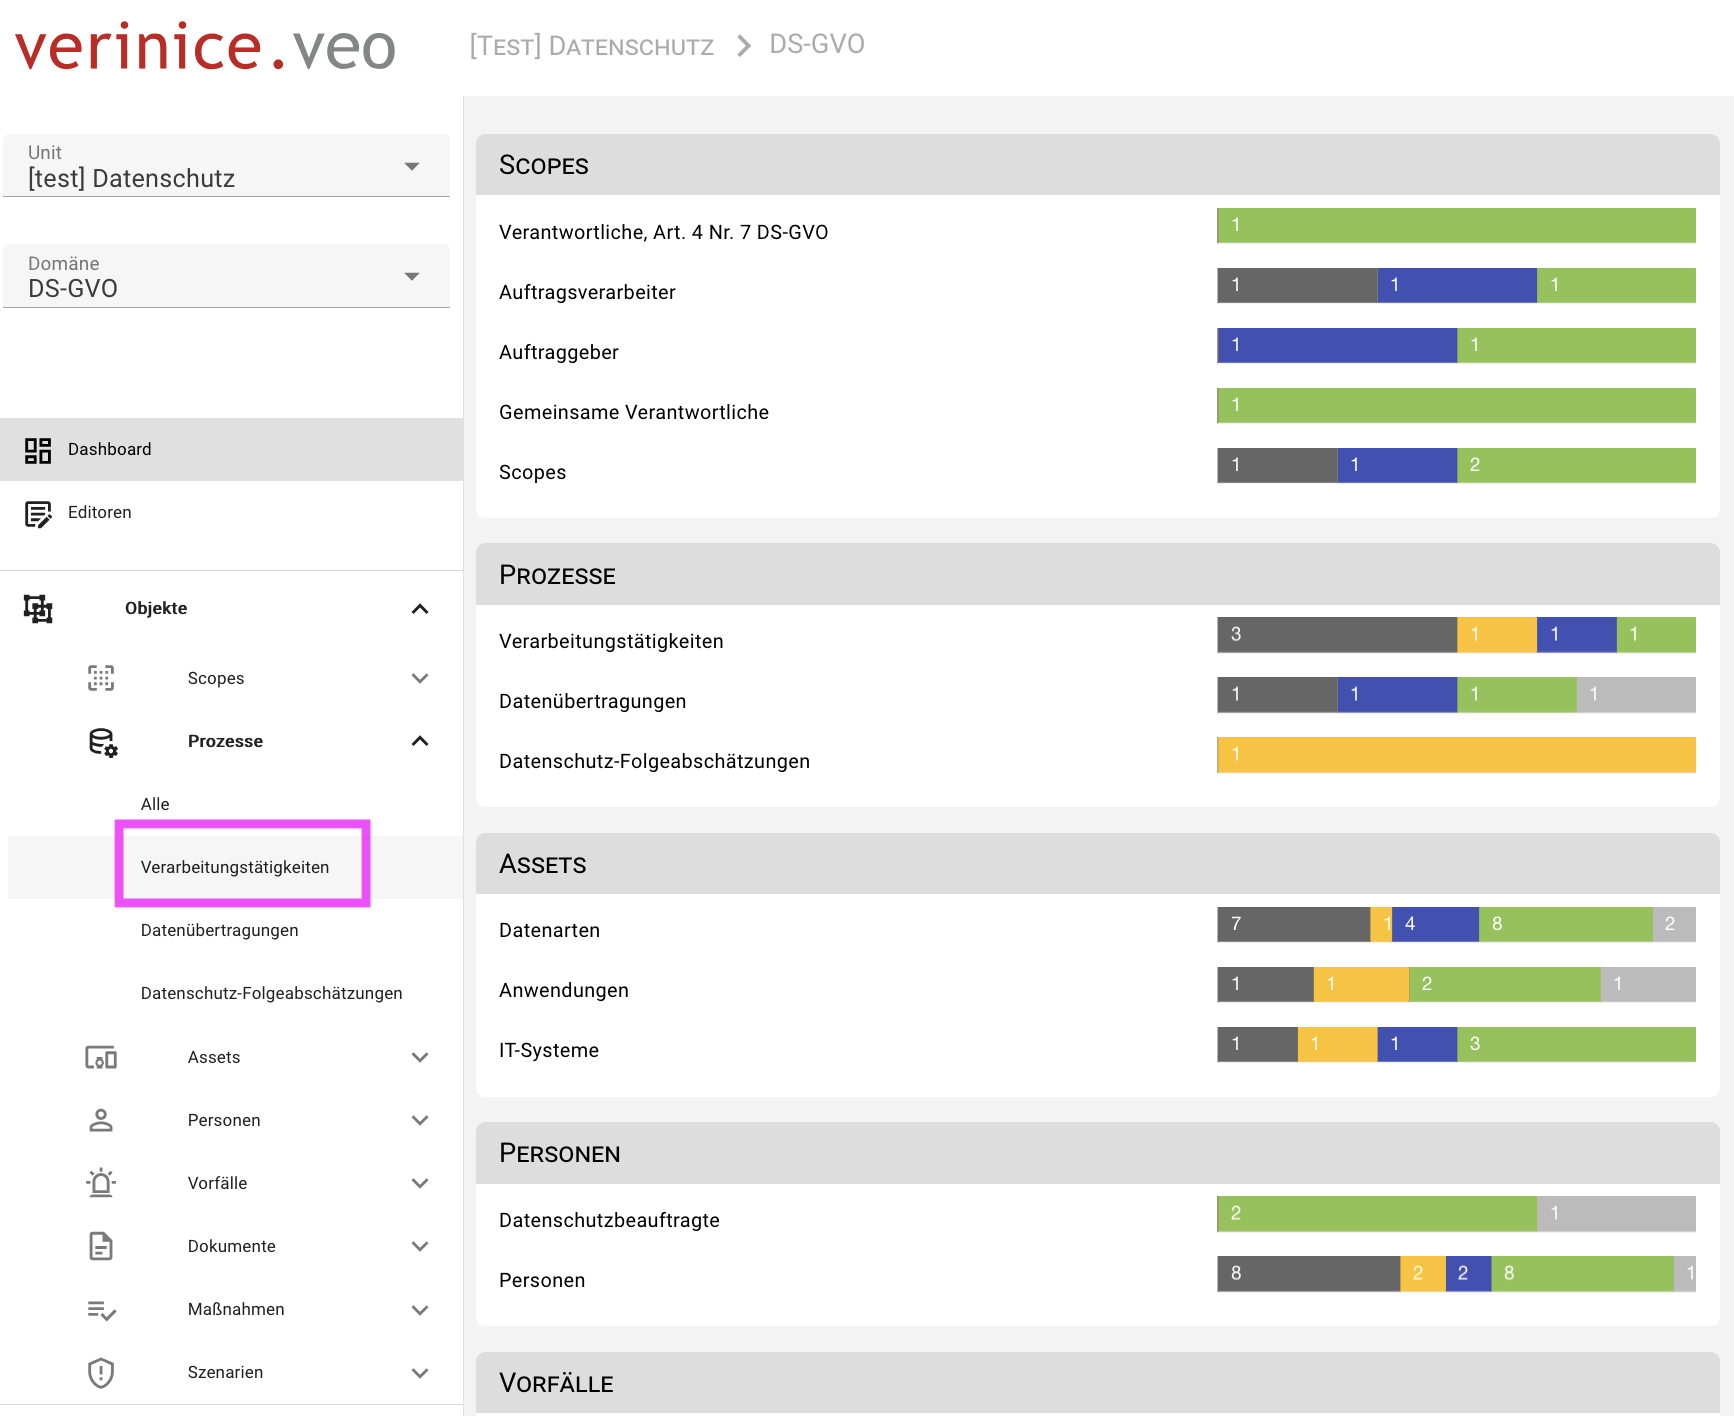 verinice.veo
[Test] Datenschutz > DS-GVO
Unit
[test] Datenschutz
Domäne
DS-GVO
Dashboard
Editoren
Objekte
Scopes
Prozesse
Alle
Verarbeitungstätigkeiten
Datenübertragungen
Datenschutz-Folgeabschätzungen
Assets
Personen
Vorfälle
Dokumente
Maßnahmen
Szenarien
Scopes
Verantwortliche, Art. 4 Nr. 7 DS-GVO 1
Auftragsverarbeiter 1 1 1
Auftraggeber 1 1
Gemeinsame Verantwortliche 1
Scopes 1 1 2
Prozesse
Verarbeitungstätigkeiten 3 1 1 1
Datenübertragungen 1 1 1 1
Datenschutz-Folgeabschätzungen 1
Assets
Datenarten 7 1 4 8 2
Anwendungen 1 1 2 1
IT-Systeme 1 1 1 3
Personen
Datenschutzbeauftragte 2 1
Personen 8 2 2 8 1
Vorfälle